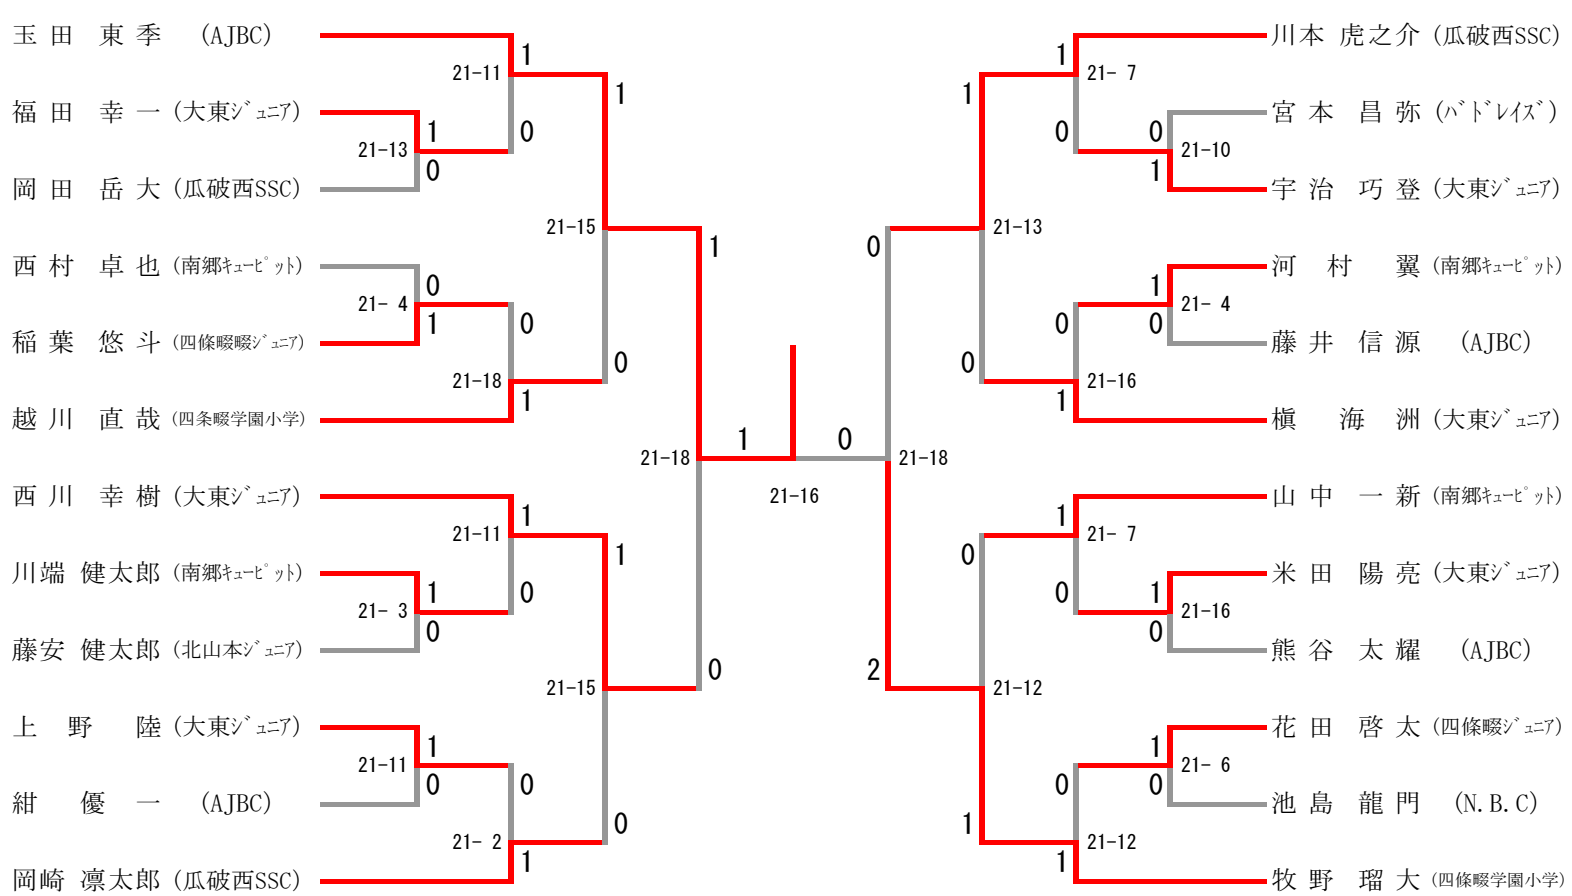 玉田 東季 (AJBC)
福田 幸一 (大東ｼﾞｭﾆｱ)
岡田 岳大 (瓜破西SSC)
西村 卓也 (南郷ｷｭｰﾋﾟｯﾄ)
稲葉 悠斗 (四條畷畷ｼﾞｭﾆｱ)
越川 直哉 (四条畷学園小学)
西川 幸樹 (大東ｼﾞｭﾆｱ)
川端 健太郎 (南郷ｷｭｰﾋﾟｯﾄ)
藤安 健太郎 (北山本ｼﾞｭﾆｱ)
上野 陸 (大東ｼﾞｭﾆｱ)
紺 優一 (AJBC)
岡崎 凛太郎 (瓜破西SSC)
1
21-11
0
1
21-13
0
0
21- 4
1
0
21-18
1
1
21-15
0
1
21-11
0
1
21- 3
0
1
21-11
0
0
21- 2
1
1
21-15
0
1
21-18
0
1
0
21-16
0
21-18
2
1
21-13
0
0
21-12
1
1
21- 7
0
0
21-10
1
1
21- 4
0
0
21-16
1
1
21- 7
0
1
21-16
0
1
21- 6
0
0
21-12
1
川本 虎之介 (瓜破西SSC)
宮本 昌弥 (ﾊﾞﾄﾞﾚｲｽﾞ)
宇治 巧登 (大東ｼﾞｭﾆｱ)
河村 翼 (南郷ｷｭｰﾋﾟｯﾄ)
藤井 信源 (AJBC)
槇 海洲 (大東ｼﾞｭﾆｱ)
山中 一新 (南郷ｷｭｰﾋﾟｯﾄ)
米田 陽亮 (大東ｼﾞｭﾆｱ)
熊谷 太耀 (AJBC)
花田 啓太 (四條畷ｼﾞｭﾆｱ)
池島 龍門 (N.B.C)
牧野 瑠大 (四條畷学園小学)